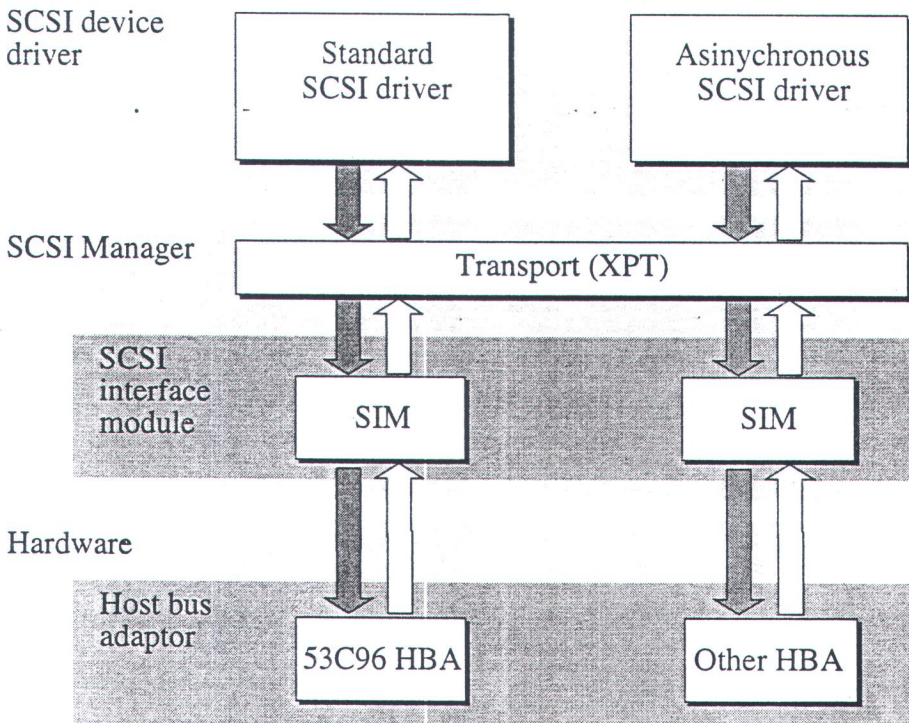 SCSI device
driver
Standard
SCSI driver
Asinychronous
SCSI driver
SCSI Manager
Transport (XPT)
SCSI
interface
module
SIM
SIM
Hardware
Host bus
adaptor
53C96 HBA
Other HBA